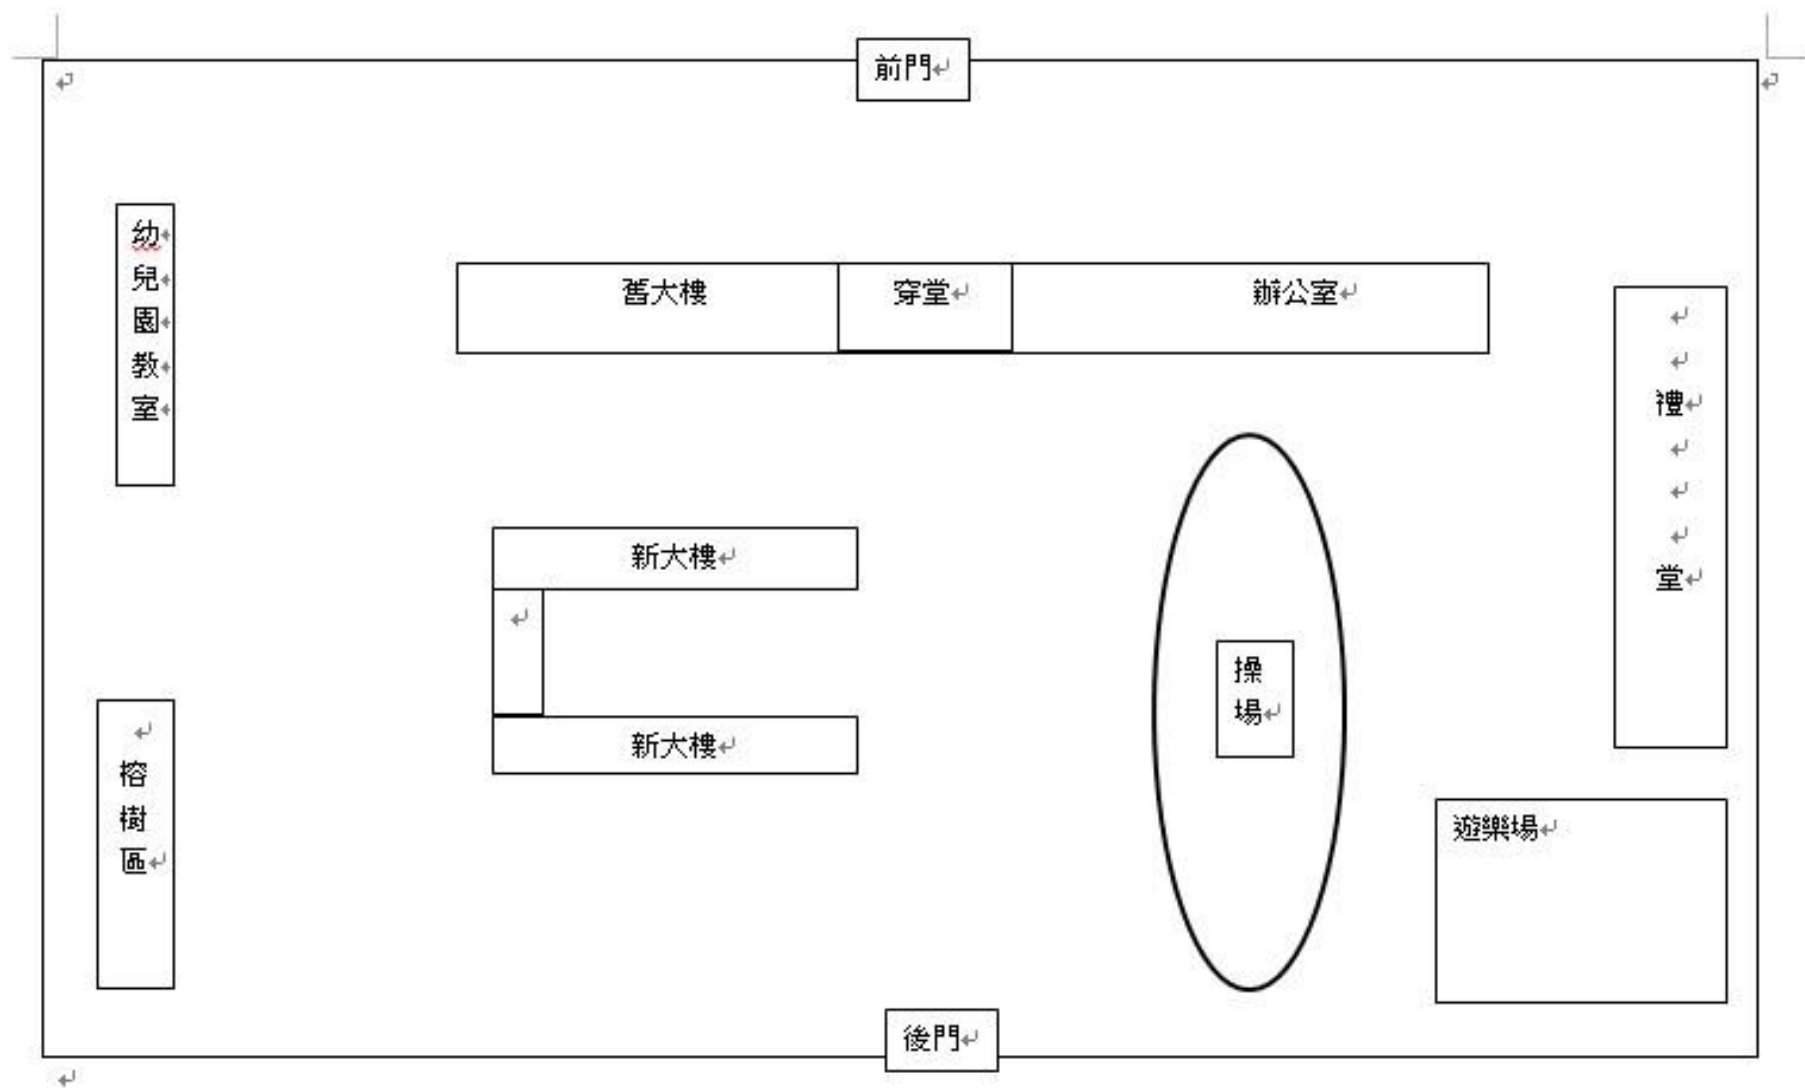 前門
幼兒園教室
舊大樓
穿堂
辦公室
禮堂
新大樓
新大樓
操場
榕樹區
遊樂場
後門